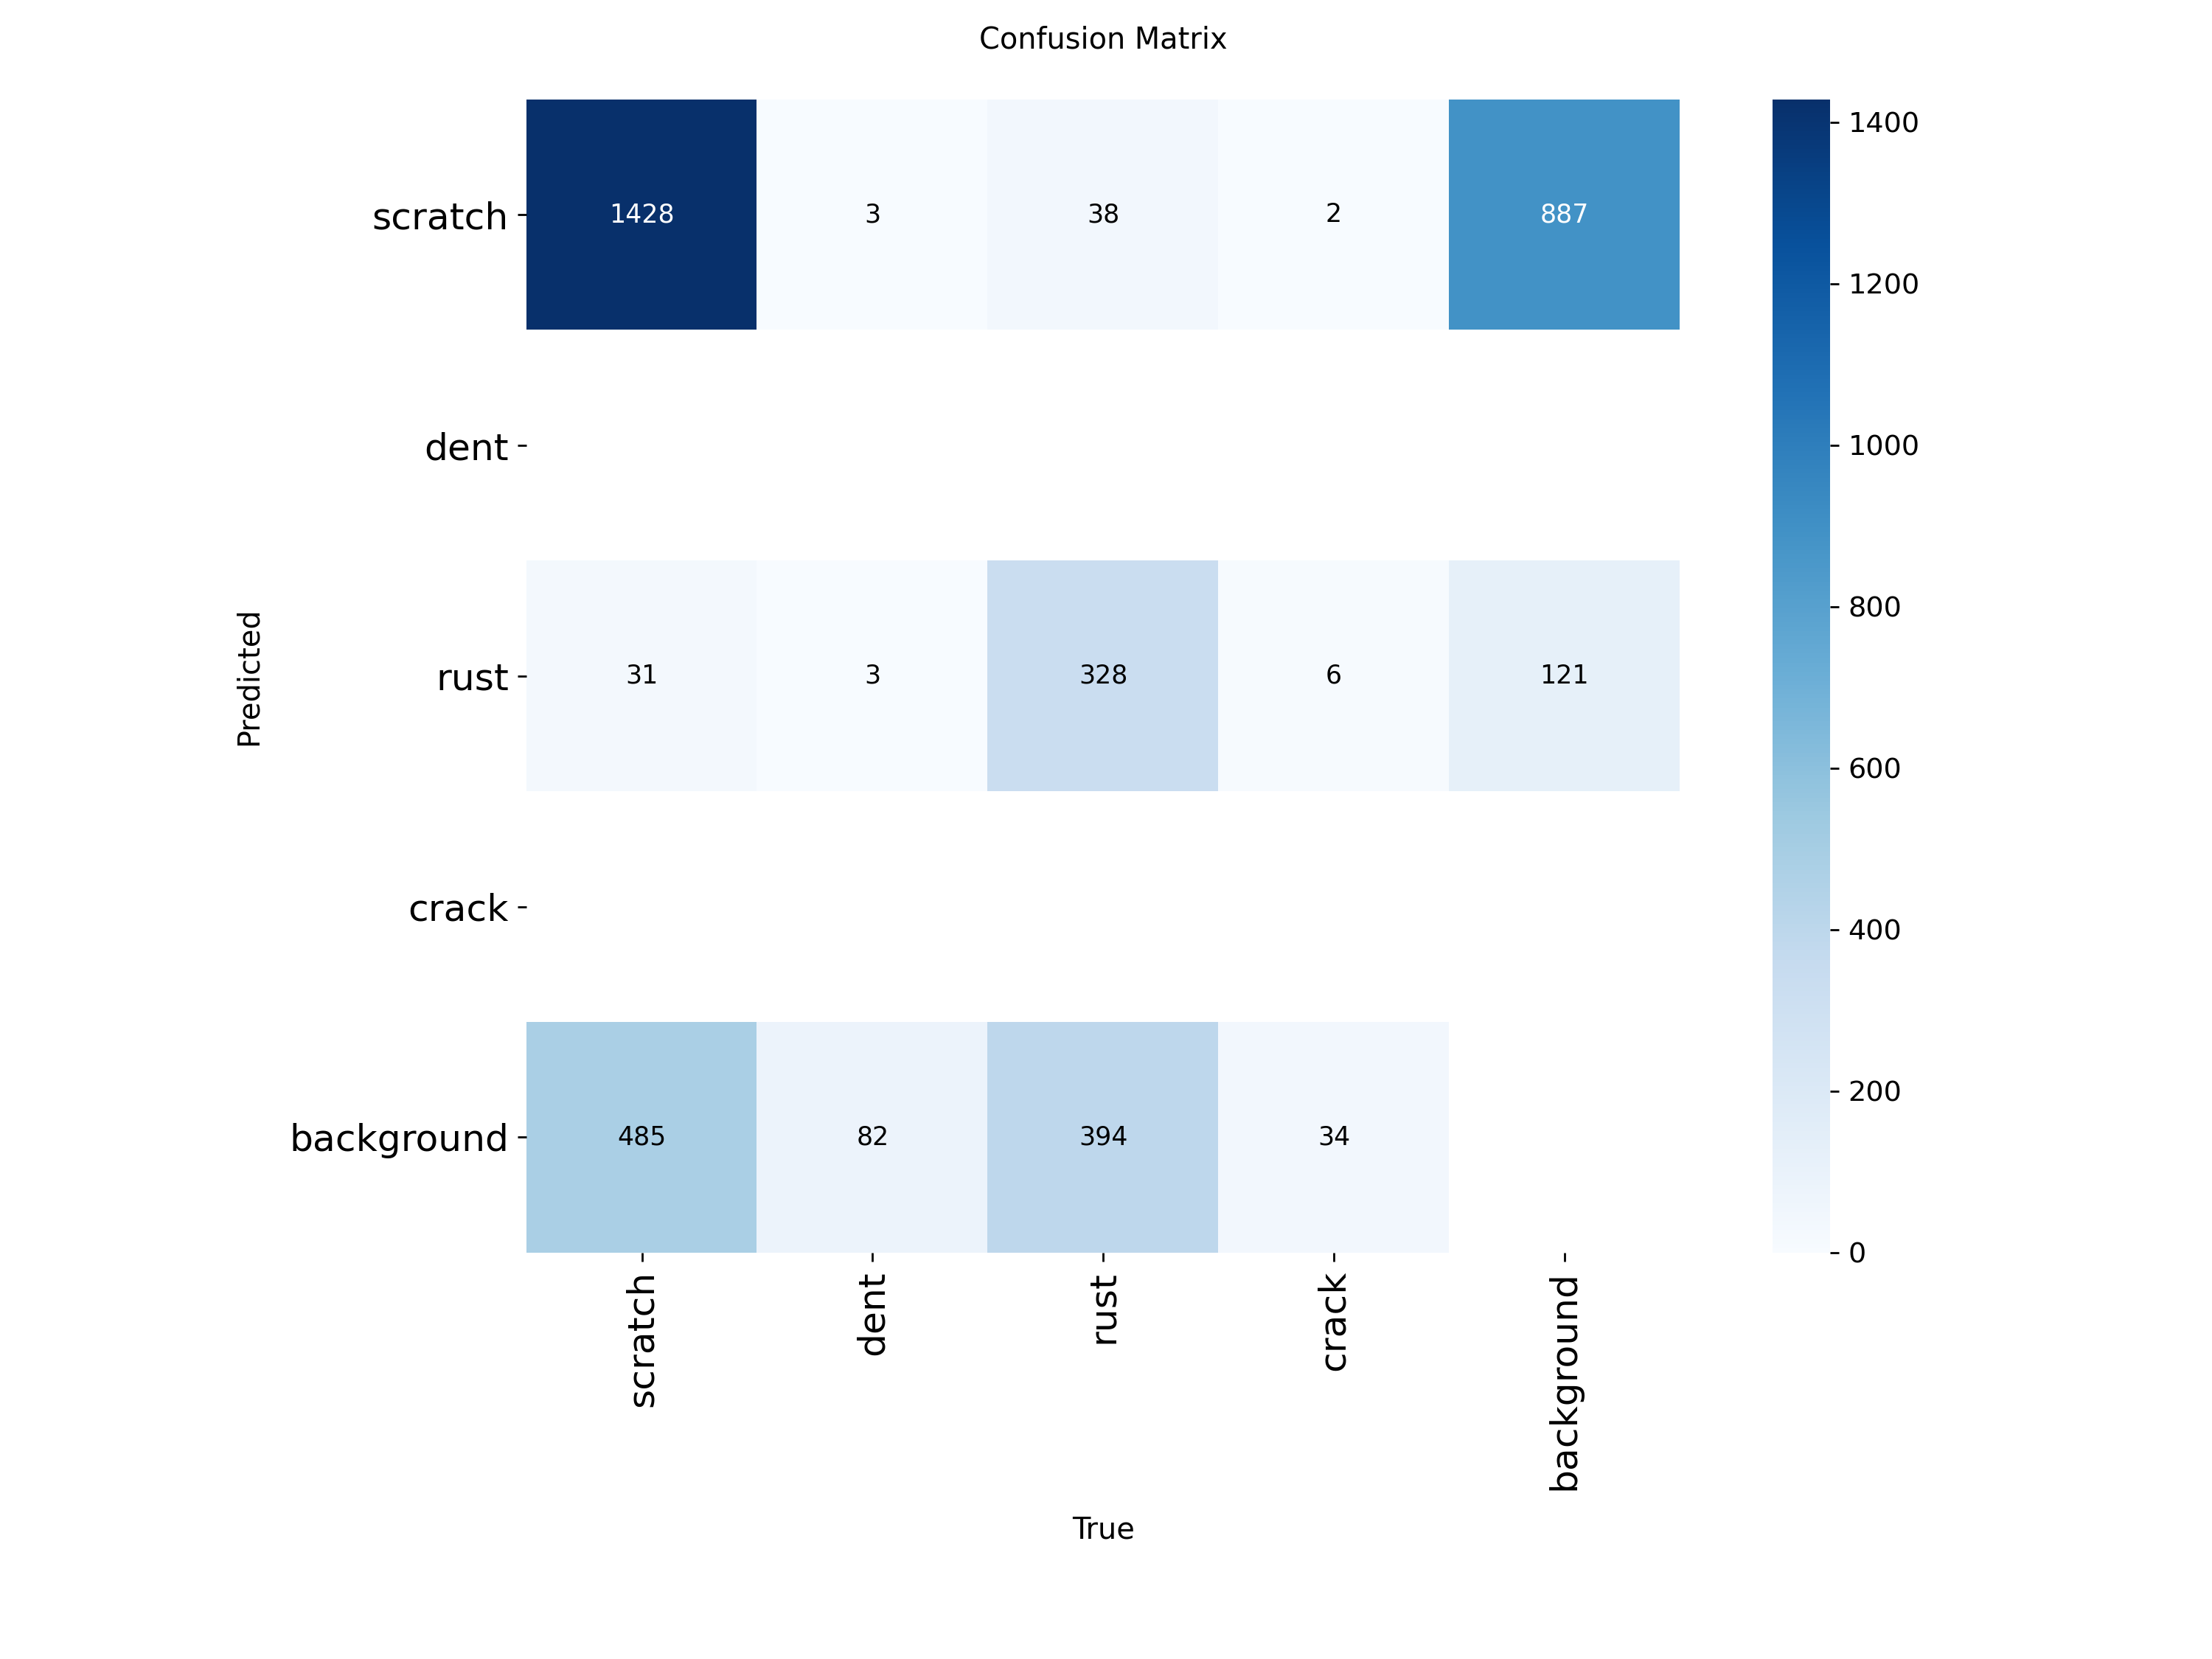 Confusion Matrix
scratch
1428 3 38 2 887
dent
rust
31 3 328 6 121
crack
background
485 82 394 34
Predicted
scratch
dent
rust
crack
background
True
1400
1200
1000
800
600
400
200
0